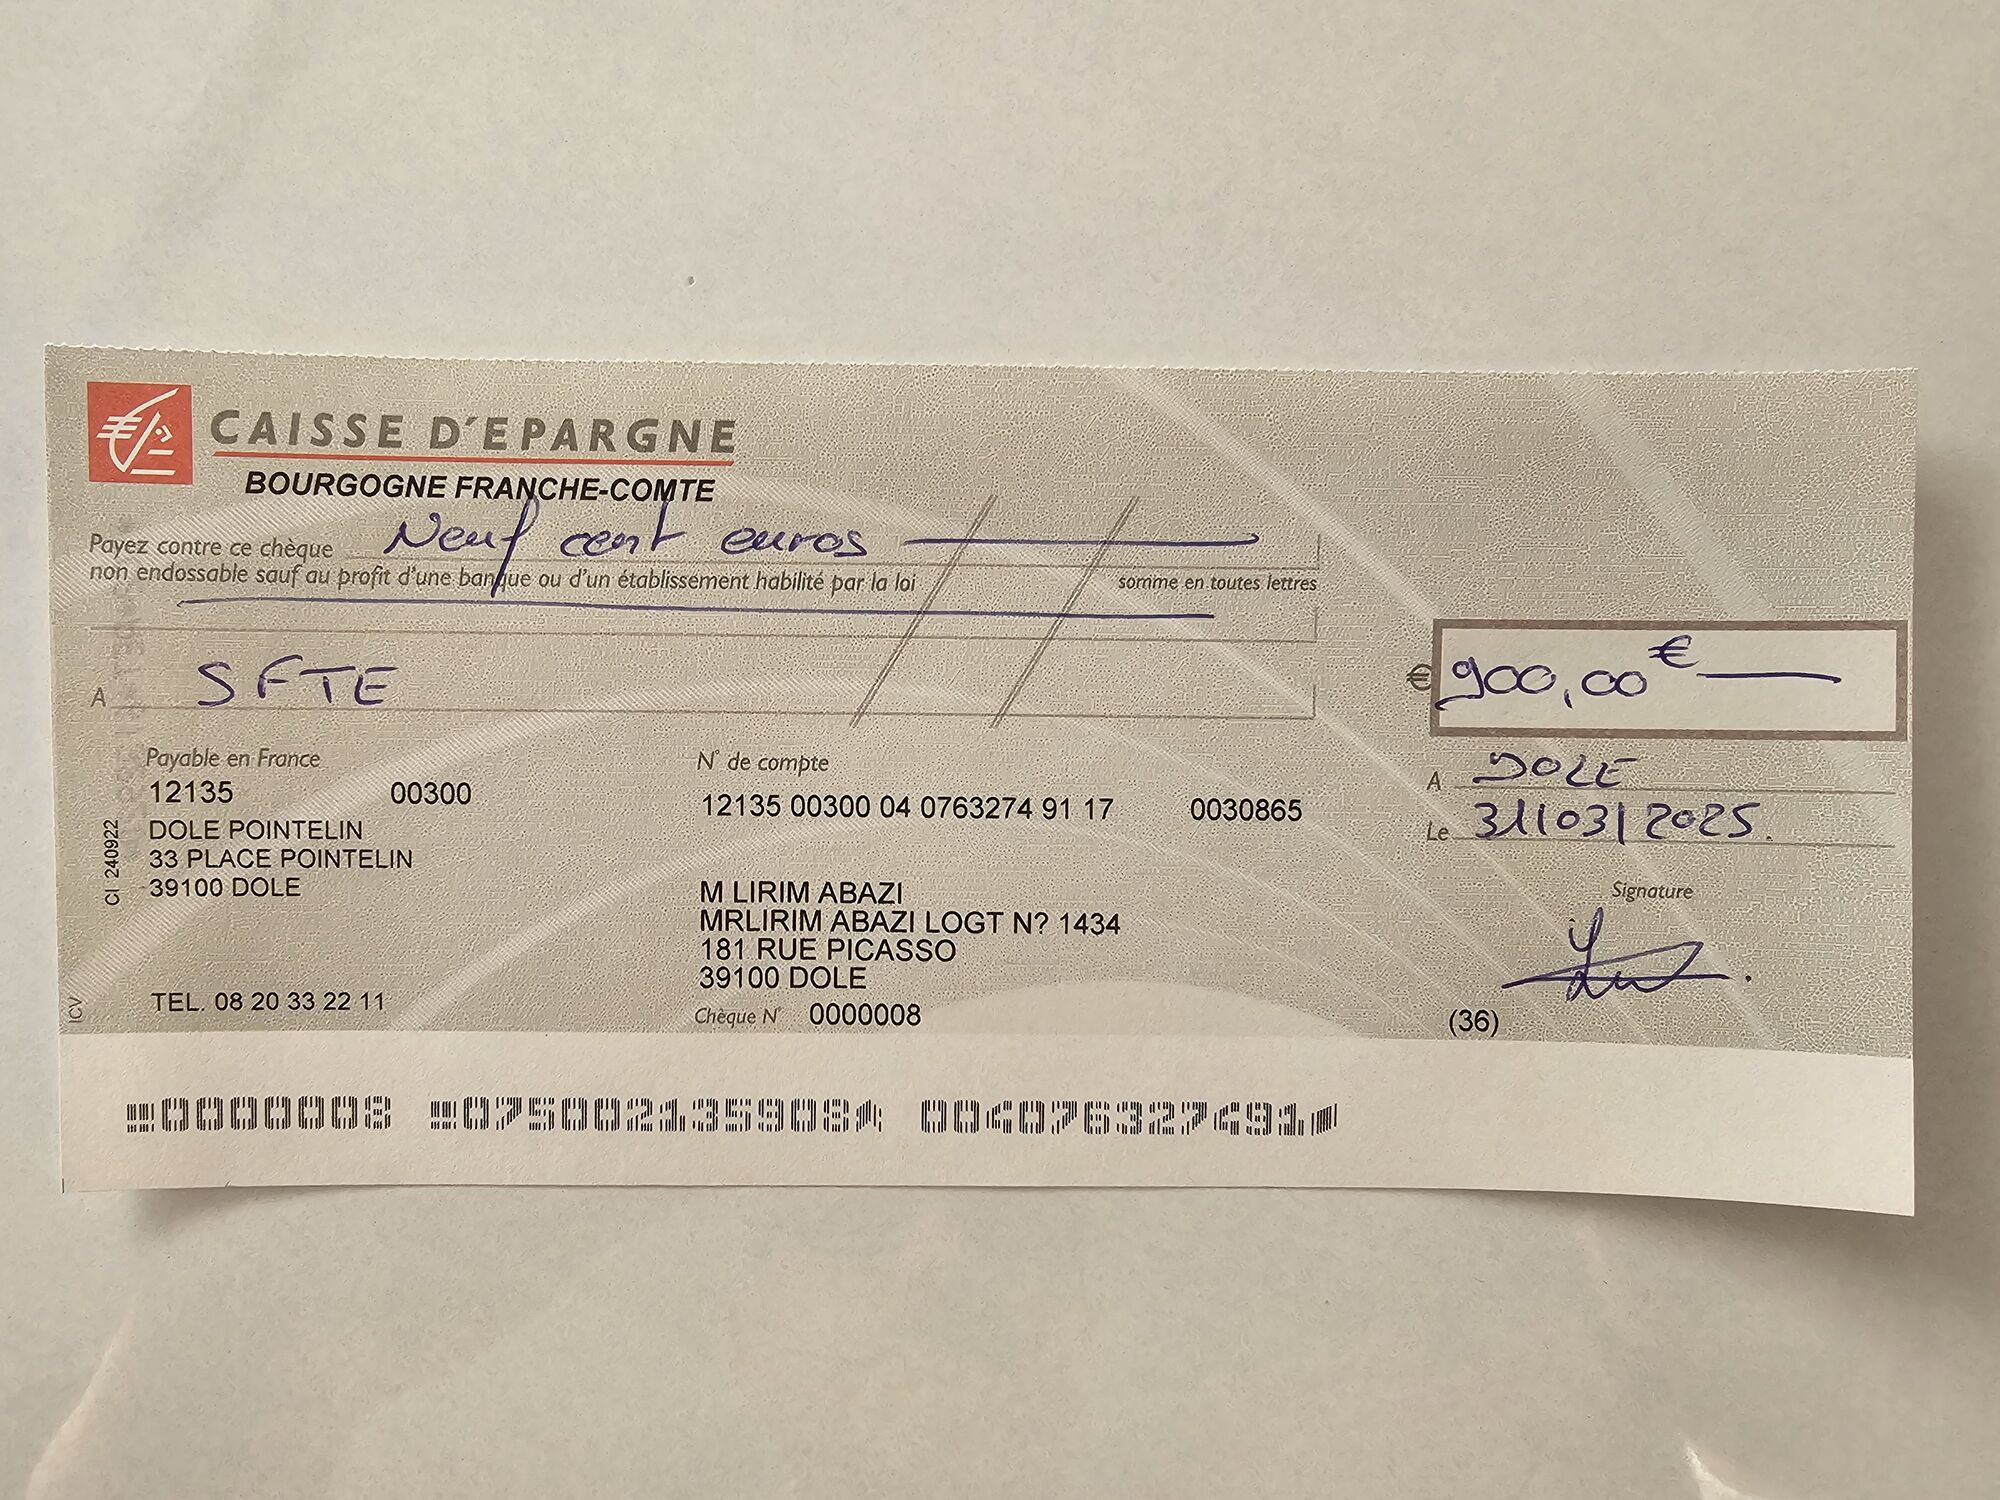 CAISSE D'EPARGNE
BOURGOGNE FRANCHE-COMTE
Payez contre ce chèque Neuf cent euros
non endossable sauf au profit d'une banque ou d'un établissement habilité par la loi somme en toutes lettres
A SFTE
€ 900,00 €
Payable en France
12135 00300
DOLE POINTELIN
33 PLACE POINTELIN
39100 DOLE
TEL. 08 20 33 22 11
CI 240922
ICV
N° de compte
12135 00300 04 0763274 91 17 0030865
M LIRIM ABAZI
MRLIRIM ABAZI LOGT N? 1434
181 RUE PICASSO
39100 DOLE
Chèque N° 0000008
A DOLE
Le 31/03/2025.
Signature
(36)
0000008 075002135908 004076327491